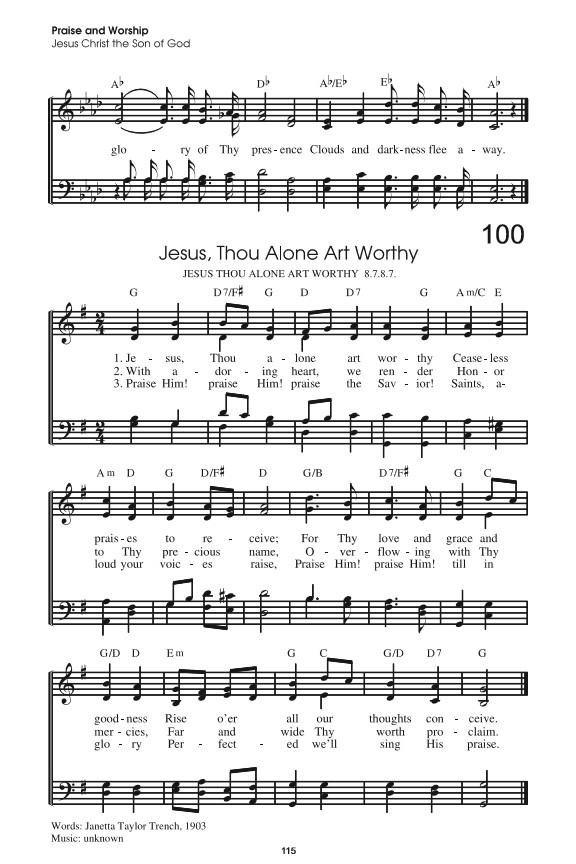 Praise and Worship
Jesus Christ the Son of God
A♭ D♭ A♭/E♭ E♭ A♭
glo - ry of Thy pres - ence Clouds and dark - ness flee a - way.
100
Jesus, Thou Alone Art Worthy
JESUS THOU ALONE ART WORTHY 8.7.8.7.
G D7/F♯ G D D7 G Am/C E
1. Je - sus, Thou a - lone art wor - thy Cease - less
2. With a - dor - ing heart, we ren - der Hon - or
3. Praise Him! praise Him! praise the Sav - ior! Saints, a-
Am D G D/F♯ D G/B D7/F♯ G C
prais - es to re - ceive; For Thy love and grace and
to Thy pre - cious name, O - ver - flow - ing with Thy
loud your voic - es raise, Praise Him! praise Him! till in
G/D D Em G C G/D D7 G
good - ness Rise o'er all our thoughts con - ceive.
mer - cies, Far and wide Thy worth pro - claim.
glo - ry Per - fect - ed we'll sing His praise.
Words: Janetta Taylor Trench, 1903
Music: unknown
115